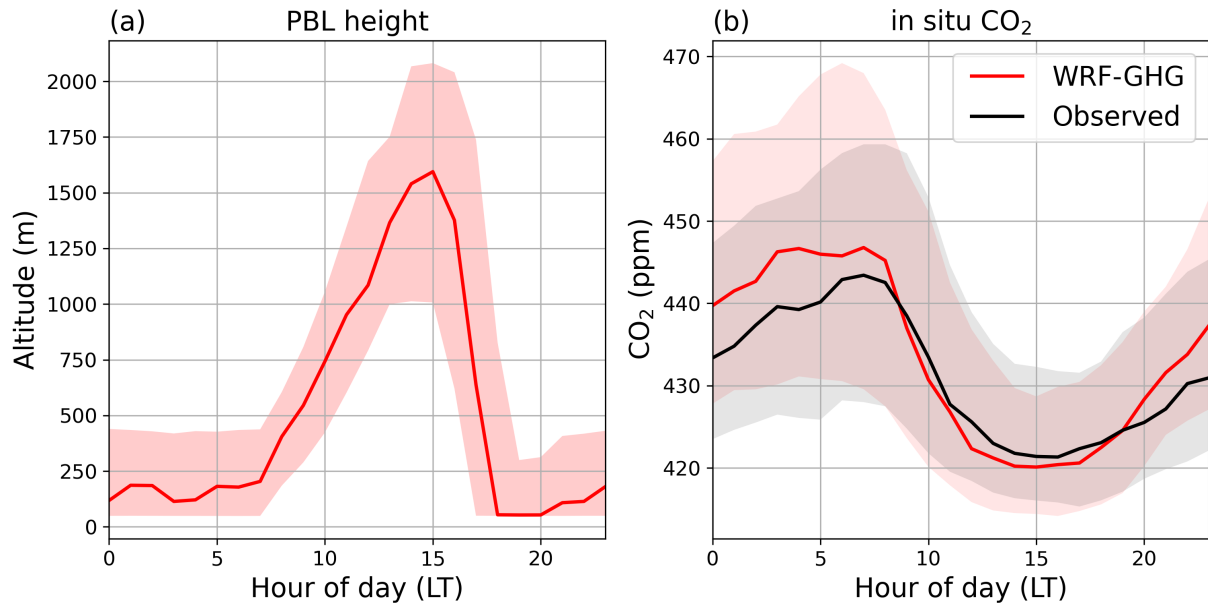 (a) PBL height
Altitude (m)
2000
1750
1500
1250
1000
750
500
250
0
0 5 10 15 20
Hour of day (LT)
(b) in situ CO₂
CO₂ (ppm)
470
460
450
440
430
420
WRF-GHG
Observed
0 5 10 15 20
Hour of day (LT)